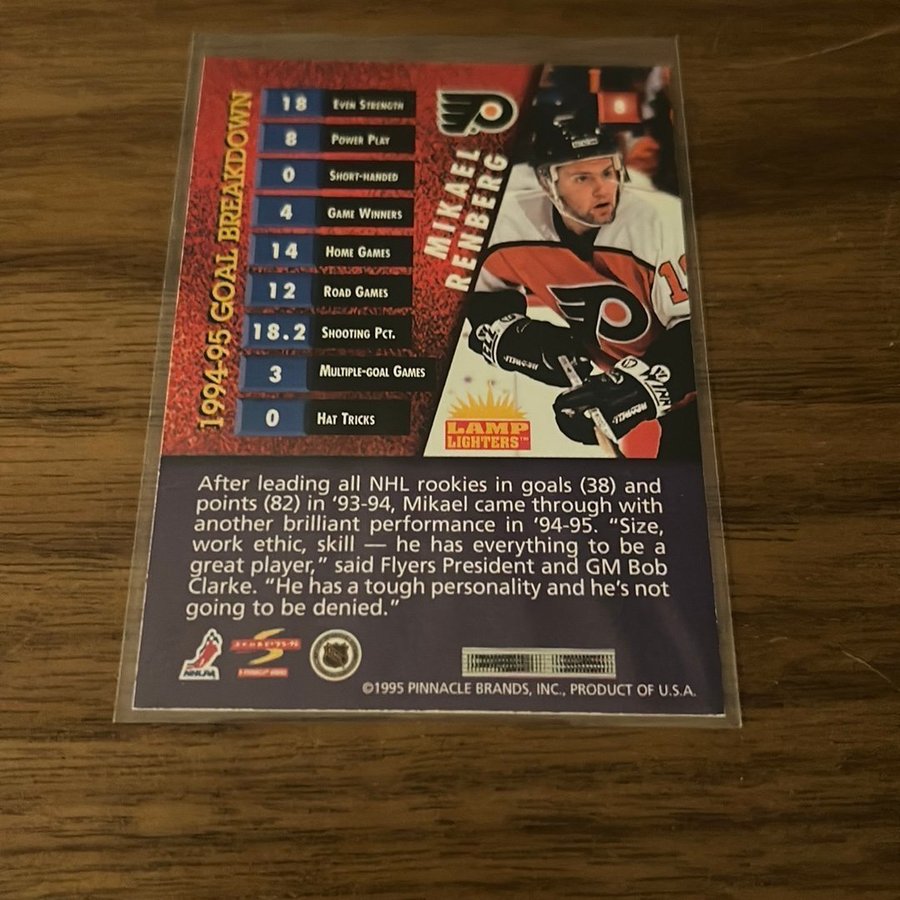 1994-95 GOAL BREAKDOWN
18 EVEN STRENGTH
8 POWER PLAY
0 SHORT-HANDED
4 GAME WINNERS
14 HOME GAMES
12 ROAD GAMES
18.2 SHOOTING PCT.
3 MULTIPLE-GOAL GAMES
0 HAT TRICKS
MIKAEL
RENBERG
8
LAMP
LIGHTERS™
After leading all NHL rookies in goals (38) and
points (82) in '93-94, Mikael came through with
another brilliant performance in '94-95. "Size,
work ethic, skill — he has everything to be a
great player," said Flyers President and GM Bob
Clarke. "He has a tough personality and he's not
going to be denied."
NHLPA
NHL
©1995 PINNACLE BRANDS, INC., PRODUCT OF U.S.A.